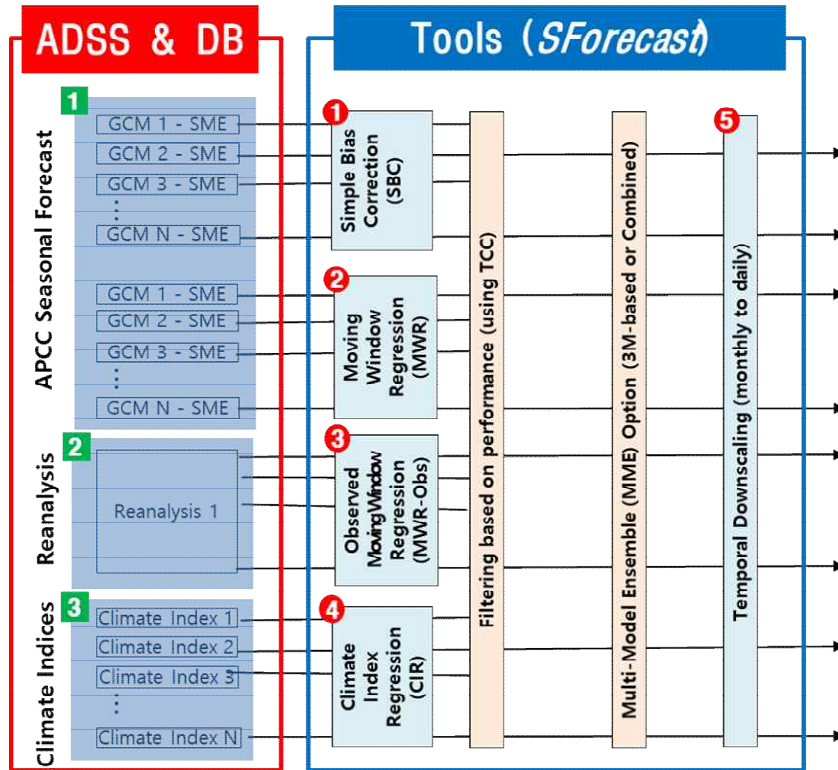 ADSS & DB
Tools (SForecast)
APCC Seasonal Forecast
1
GCM 1 - SME
GCM 2 - SME
GCM 3 - SME
GCM N - SME
GCM 1 - SME
GCM 2 - SME
GCM 3 - SME
GCM N - SME
Reanalysis
2
Reanalysis 1
Climate Indices
3
Climate Index 1
Climate Index 2
Climate Index 3
Climate Index N
1
Simple Bias
Correction
(SBC)
2
Moving
Window
Regression
(MWR)
3
Observed
MovingWindow
Regression
(MWR-Obs)
4
Climate
Index
Regression
(CIR)
Filtering based on performance (using TCC)
Multi-Model Ensemble (MME) Option (3M-based or Combined)
5
Temporal Downscaling (monthly to daily)